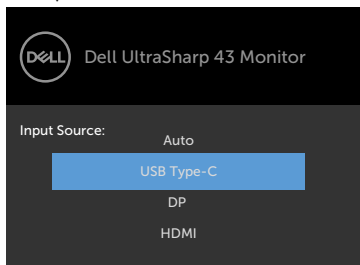 DELL
Dell UltraSharp 43 Monitor
Input Source:
Auto
USB Type-C
DP
HDMI